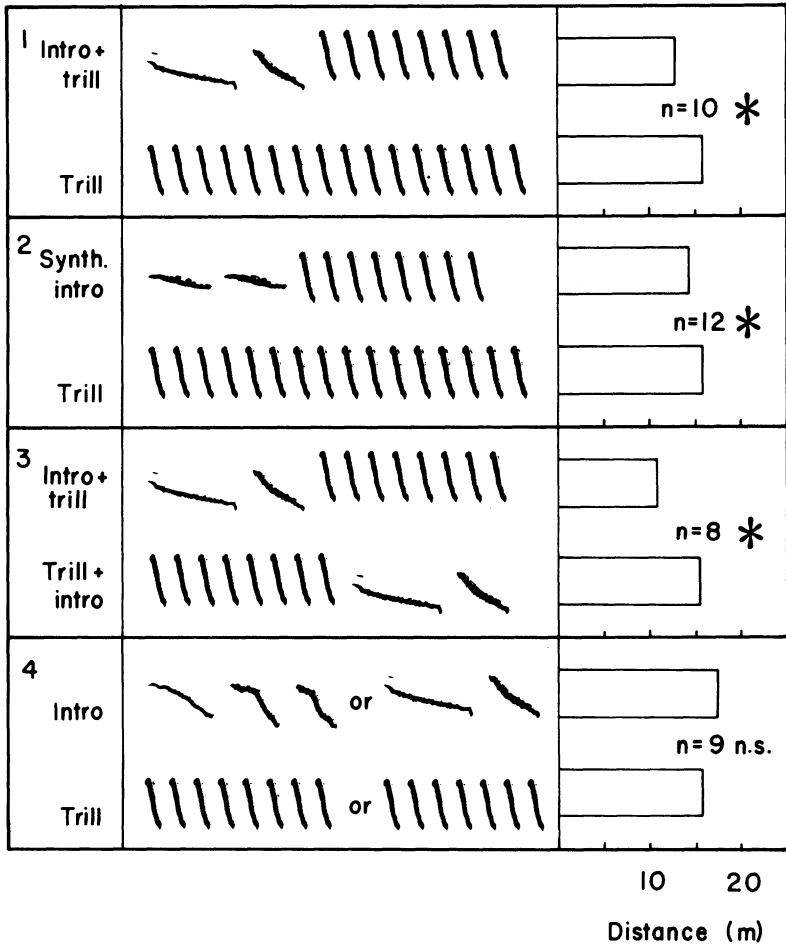 1 Intro +
trill
n=10 *
Trill
2 Synth.
intro
n=12 *
Trill
3 Intro +
trill
n=8 *
Trill +
intro
4
Intro
or
n=9 n.s.
Trill
or
10 20
Distance (m)